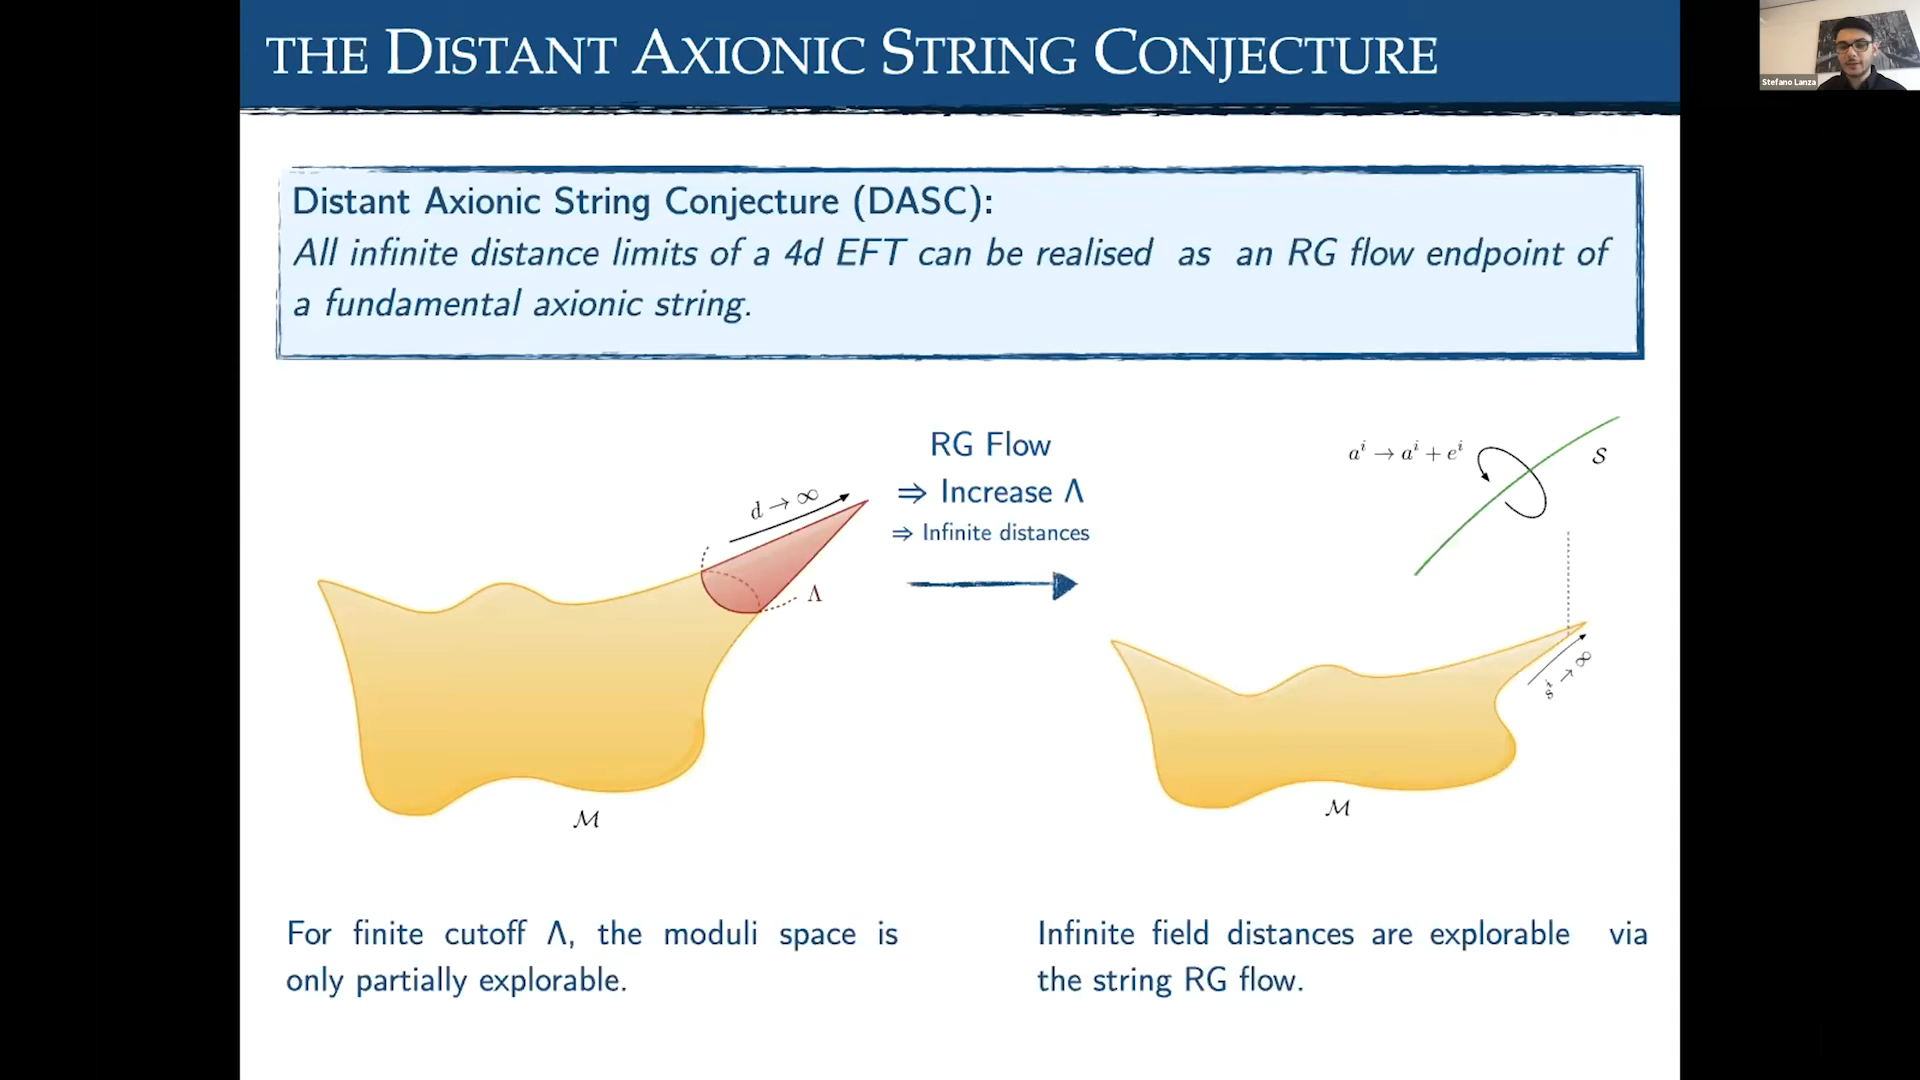 THE DISTANT AXIONIC STRING CONJECTURE
Stefano Lanza
Distant Axionic String Conjecture (DASC):
All infinite distance limits of a 4d EFT can be realised as an RG flow endpoint of
a fundamental axionic string.
d → ∞
Λ
ℳ
RG Flow
⇒ Increase Λ
⇒ Infinite distances
aⁱ → aⁱ + eⁱ
𝒮
sⁱ → ∞
ℳ
For finite cutoff Λ, the moduli space is
only partially explorable.
Infinite field distances are explorable via
the string RG flow.